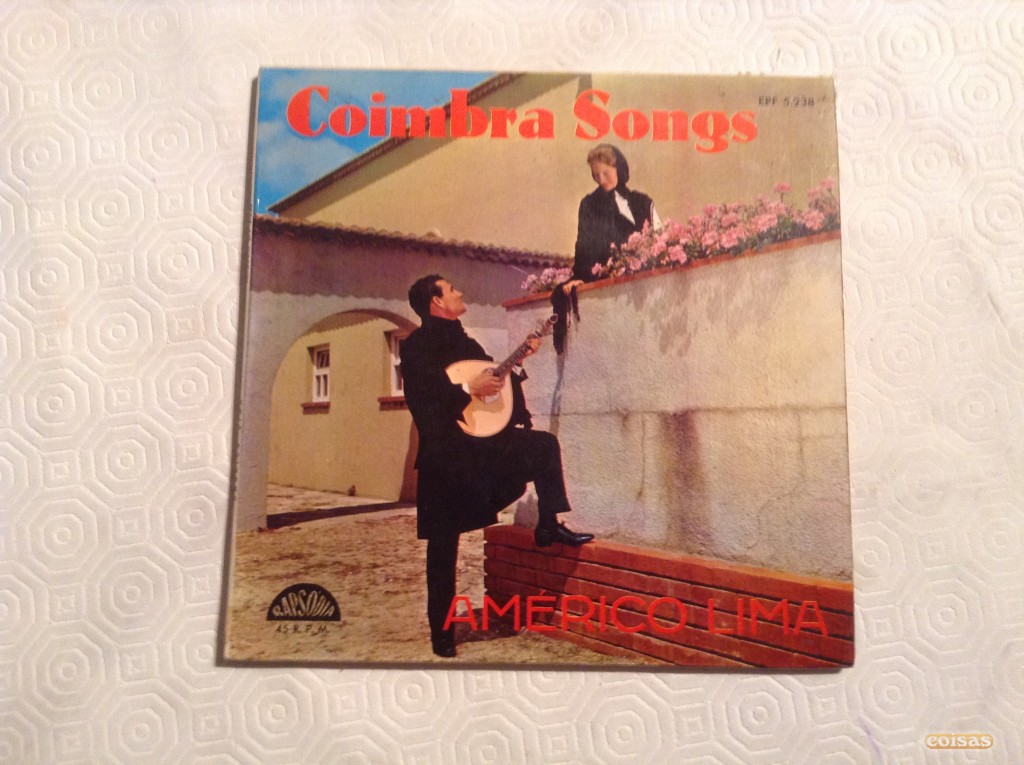 Coimbra Songs
EPF 5.238
RAPSÓDIA
45 R.P.M.
AMÉRICO LIMA
coisas